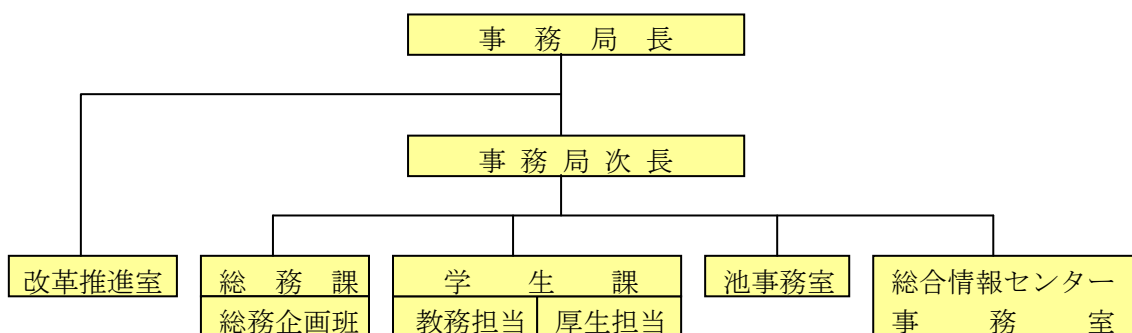 事務局長
事務局次長
改革推進室
総務課
総務企画班
学生課
教務担当
厚生担当
池事務室
総合情報センター
事務室